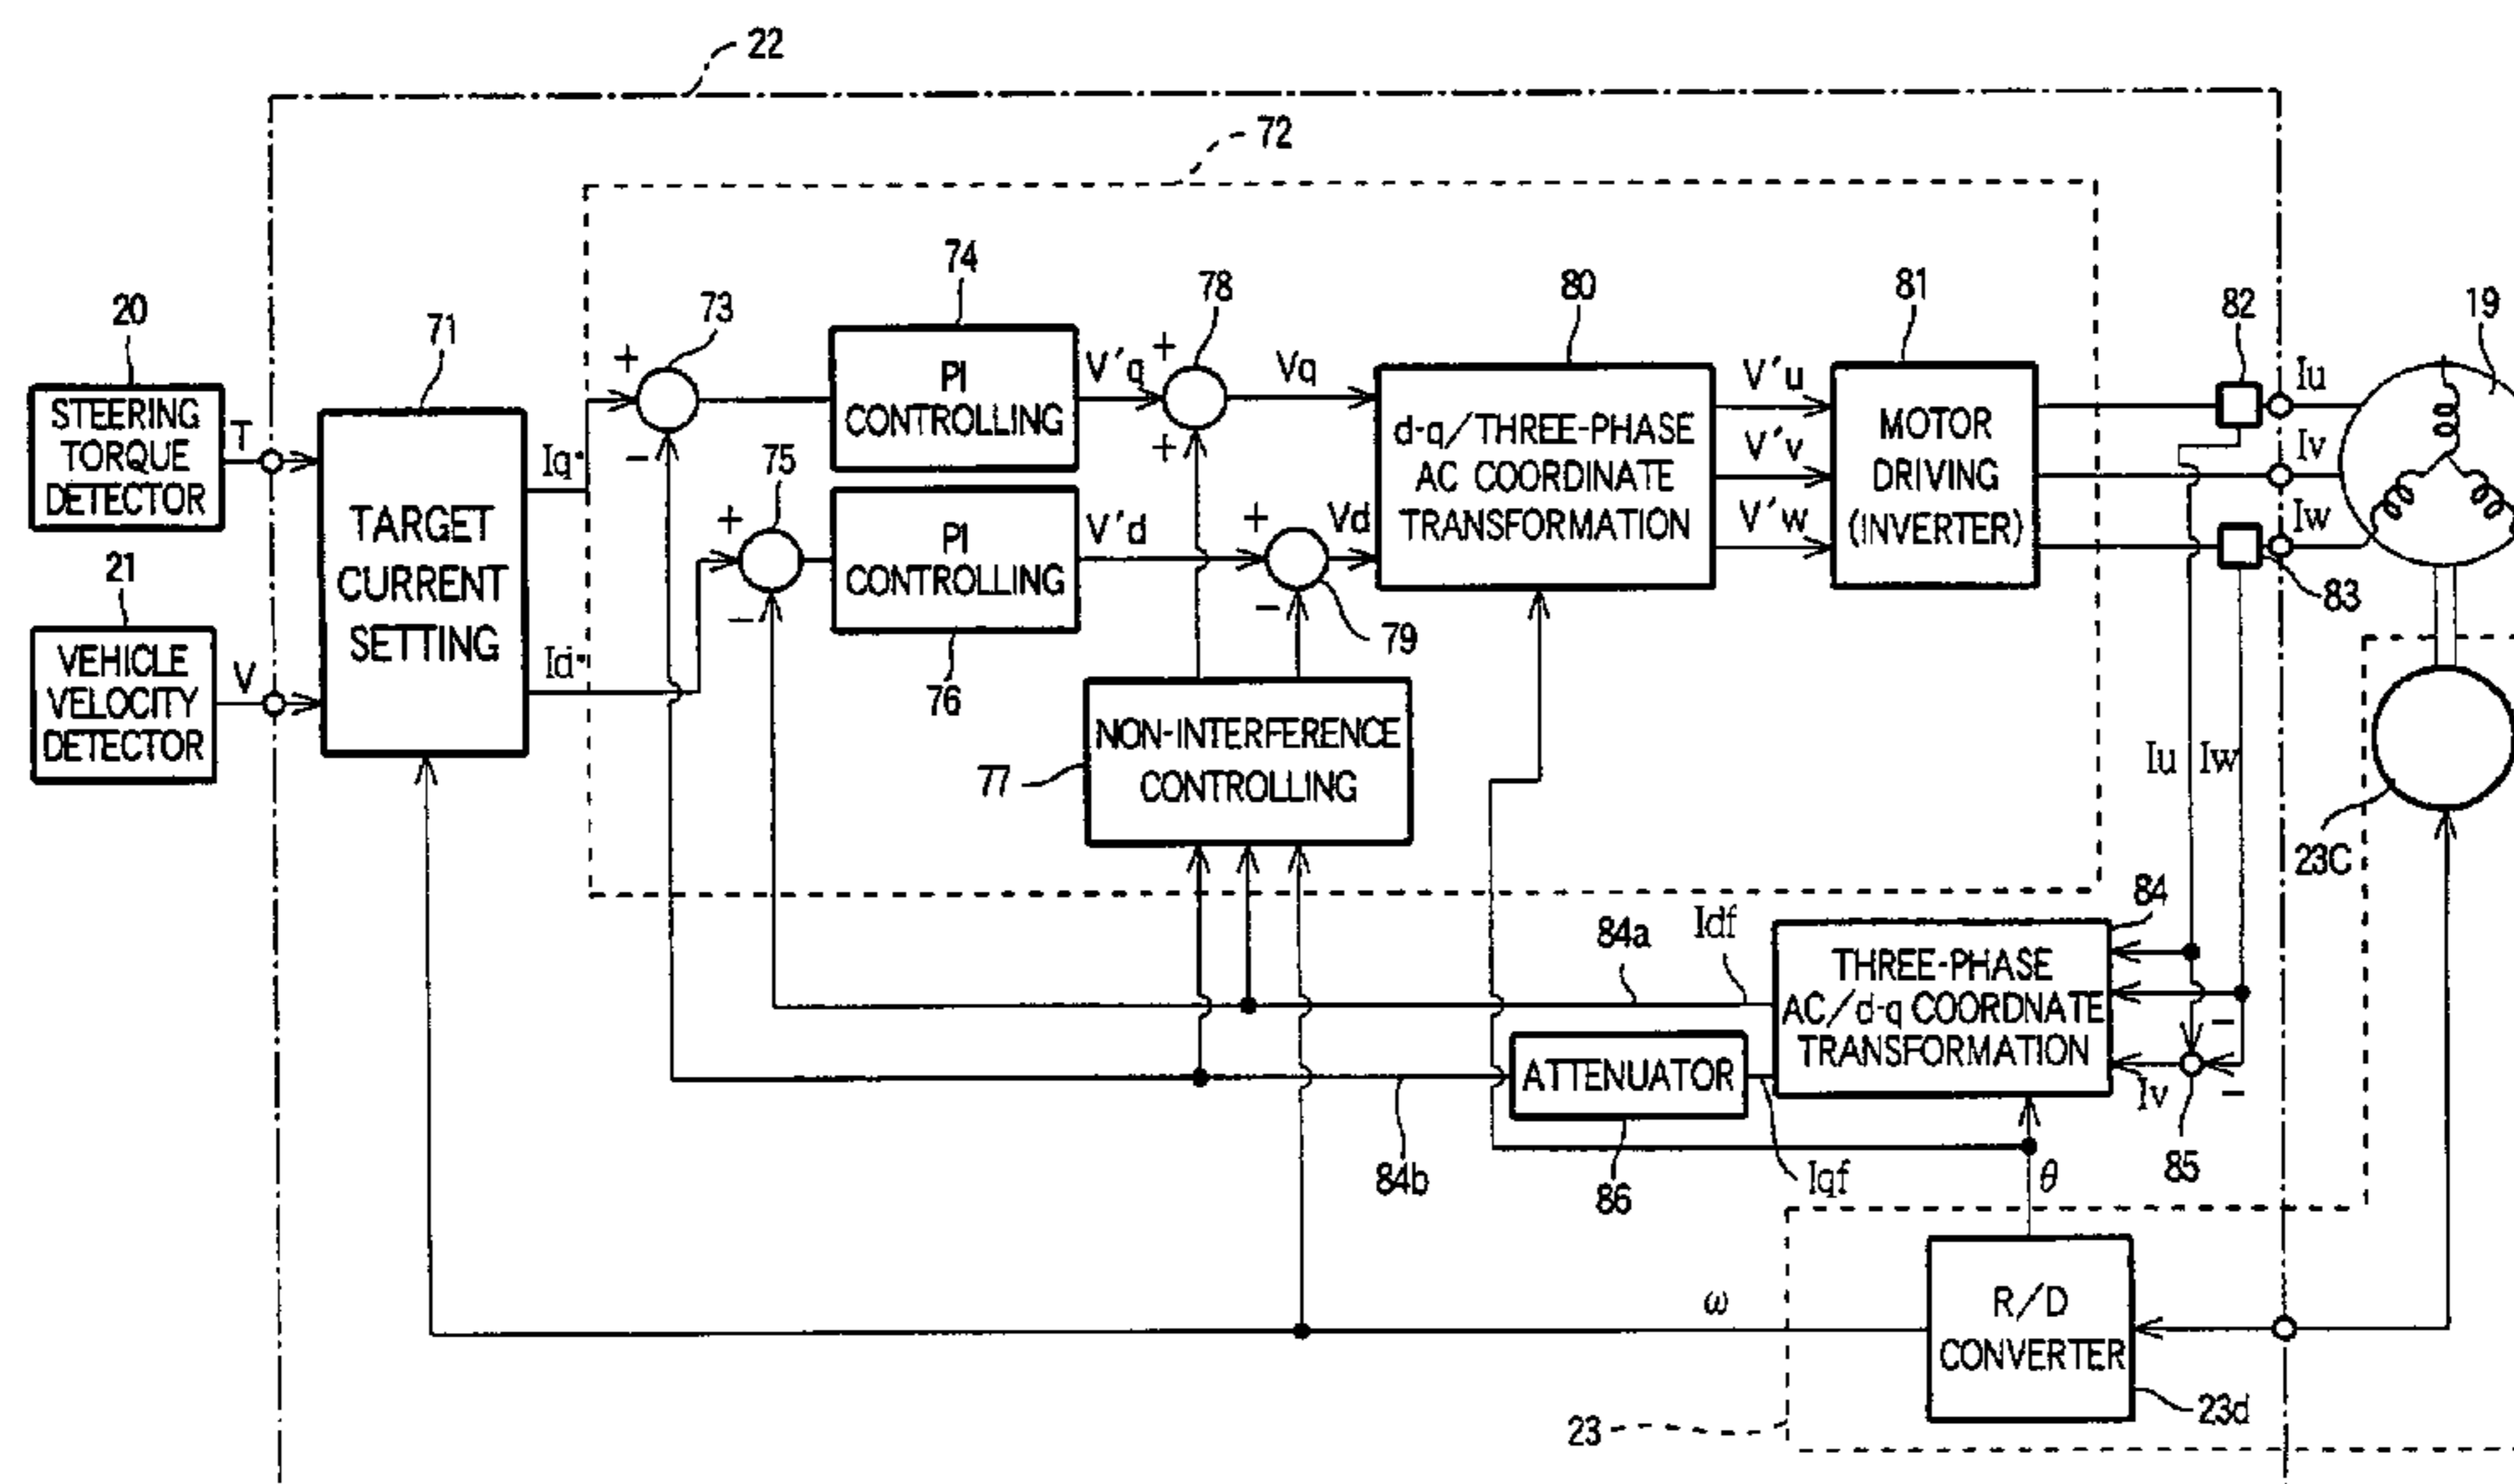 22
72
74
78
80
81
82
19
73
20
71
STEERING
TORQUE
DETECTOR
T
+
-
PI
CONTROLLING
V'q
+
+
Vq
d-q/THREE-PHASE
AC COORDINATE
TRANSFORMATION
V'u
V'v
V'w
MOTOR
DRIVING
(INVERTER)
Iu
Iv
Iw
83
Iq*
75
+
-
PI
CONTROLLING
76
V'd
+
-
Vd
79
TARGET
CURRENT
SETTING
Id*
21
VEHICLE
VELOCITY
DETECTOR
V
77
NON-INTERFERENCE
CONTROLLING
Iu
Iw
23C
84
84a
Idf
THREE-PHASE
AC/d-q COORDNATE
TRANSFORMATION
-
-
Iv
85
ATTENUATOR
84b
86
Iqf
θ
ω
R/D
CONVERTER
23
23d